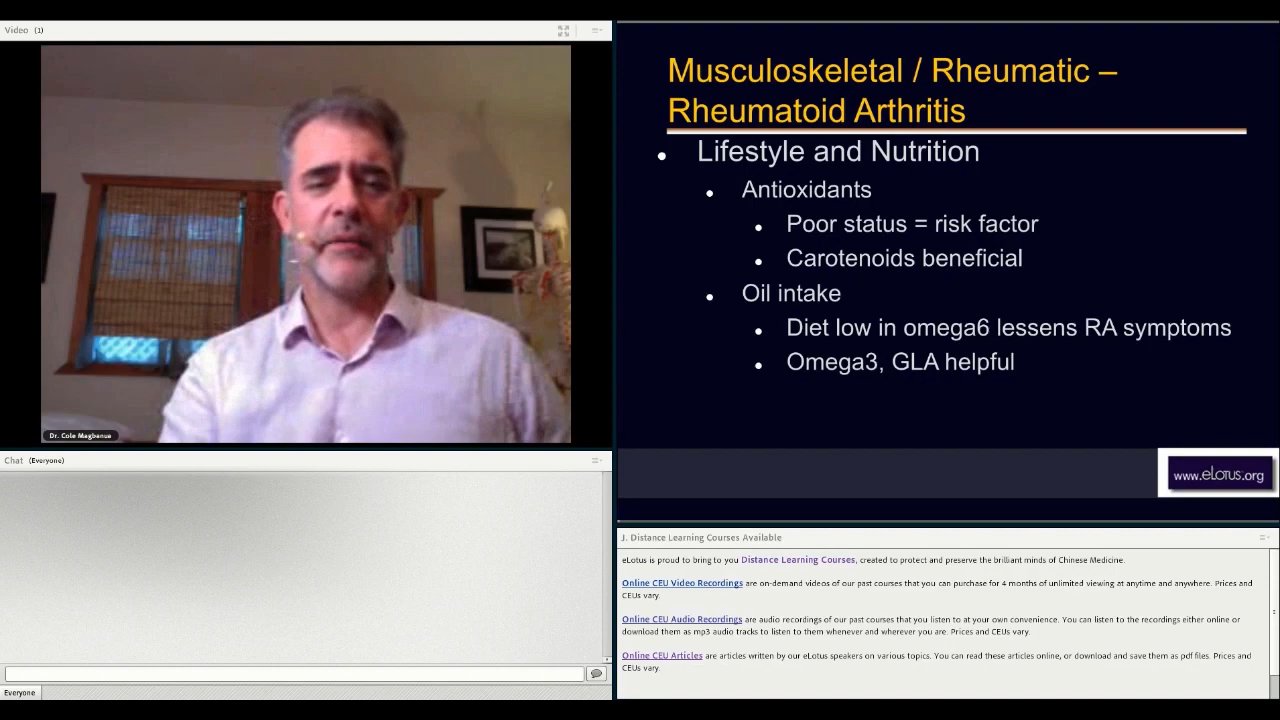 Video (1)
Dr. Cole Magbanua
Chat (Everyone)
Everyone
Musculoskeletal / Rheumatic –
Rheumatoid Arthritis
Lifestyle and Nutrition
Antioxidants
Poor status = risk factor
Carotenoids beneficial
Oil intake
Diet low in omega6 lessens RA symptoms
Omega3, GLA helpful
www.eLotus.org
J. Distance Learning Courses Available
eLotus is proud to bring to you Distance Learning Courses, created to protect and preserve the brilliant minds of Chinese Medicine.
Online CEU Video Recordings are on-demand videos of our past courses that you can purchase for 4 months of unlimited viewing at anytime and anywhere. Prices and
CEUs vary.
Online CEU Audio Recordings are audio recordings of our past courses that you listen to at your own convenience. You can listen to the recordings either online or
download them as mp3 audio tracks to listen to them whenever and wherever you are. Prices and CEUs vary.
Online CEU Articles are articles written by our eLotus speakers on various topics. You can read these articles online, or download and save them as pdf files. Prices and
CEUs vary.